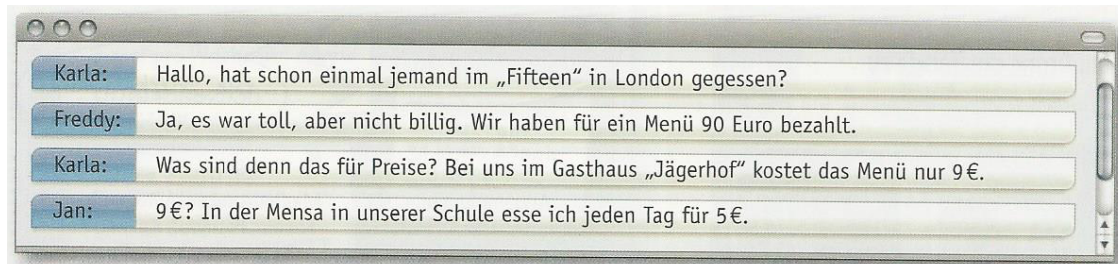 Karla: Hallo, hat schon einmal jemand im „Fifteen“ in London gegessen?
Freddy: Ja, es war toll, aber nicht billig. Wir haben für ein Menü 90 Euro bezahlt.
Karla: Was sind denn das für Preise? Bei uns im Gasthaus „Jägerhof“ kostet das Menü nur 9 €.
Jan: 9 €? In der Mensa in unserer Schule esse ich jeden Tag für 5 €.